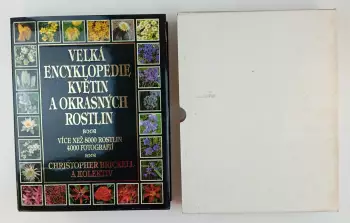 VELKÁ
ENCYKLOPEDIE
KVĚTIN
A OKRASNÝCH
ROSTLIN
VÍCE NEŽ 8000 ROSTLIN
4000 FOTOGRAFIÍ
CHRISTOPHER BRICKELL
A KOLEKTIV